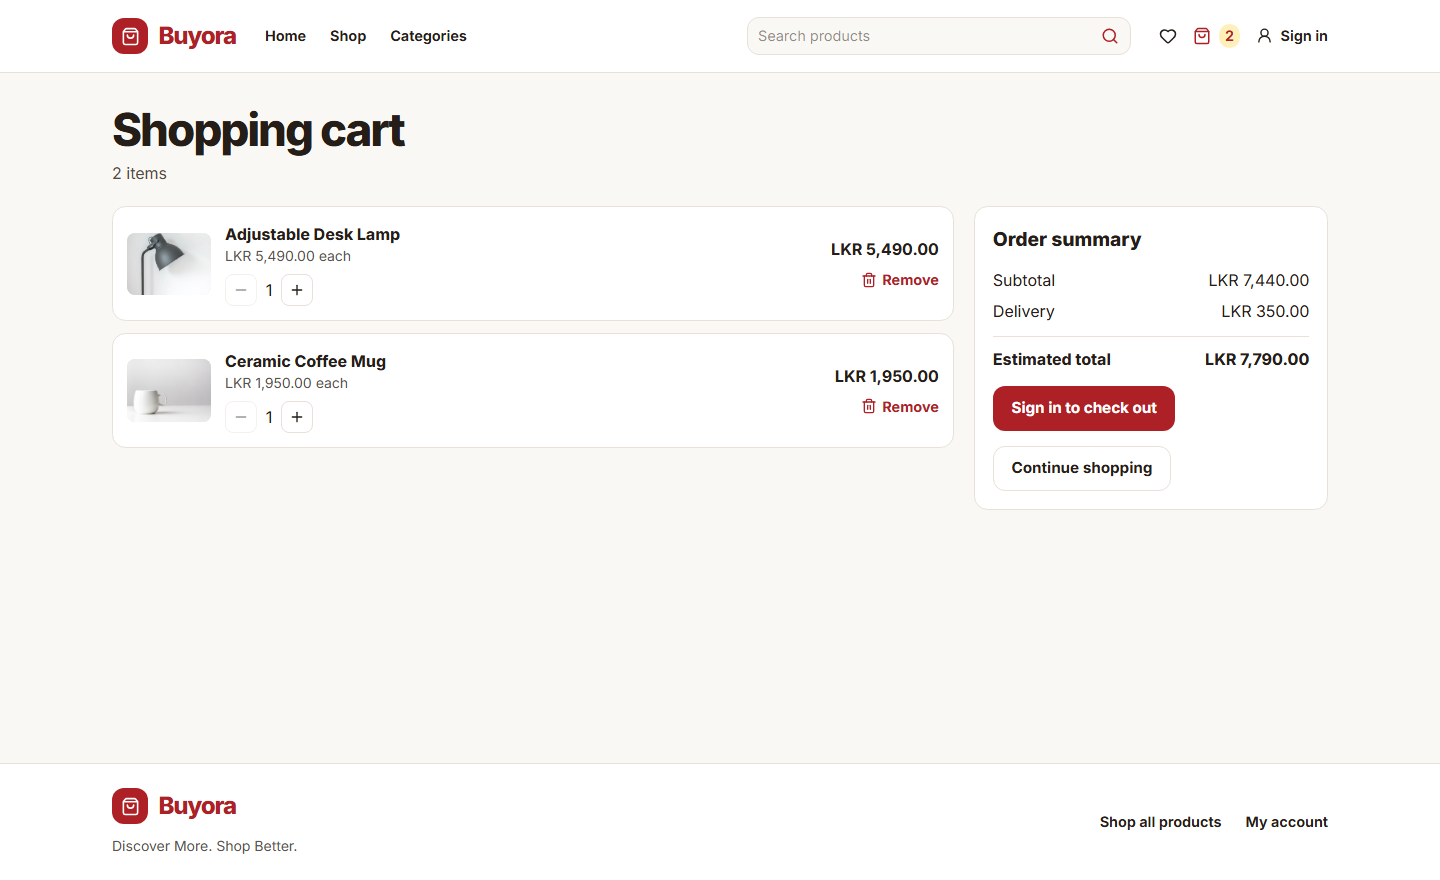 Buyora
Home
Shop
Categories
Search products
2
Sign in
Shopping cart
2 items
Adjustable Desk Lamp
LKR 5,490.00 each
1
LKR 5,490.00
Remove
Ceramic Coffee Mug
LKR 1,950.00 each
1
LKR 1,950.00
Remove
Order summary
Subtotal LKR 7,440.00
Delivery LKR 350.00
Estimated total LKR 7,790.00
Sign in to check out
Continue shopping
Buyora
Discover More. Shop Better.
Shop all products
My account